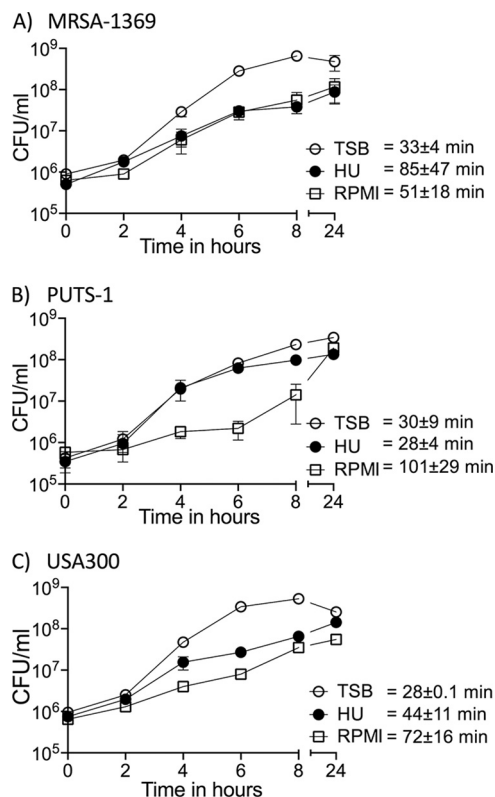 A) MRSA-1369
10⁹
10⁸
10⁷
10⁶
10⁵
CFU/ml
TSB = 33±4 min
HU = 85±47 min
RPMI = 51±18 min
0 2 4 6 8 24
Time in hours
B) PUTS-1
10⁹
10⁸
10⁷
10⁶
10⁵
CFU/ml
TSB = 30±9 min
HU = 28±4 min
RPMI = 101±29 min
0 2 4 6 8 24
Time in hours
C) USA300
10⁹
10⁸
10⁷
10⁶
10⁵
CFU/ml
TSB = 28±0.1 min
HU = 44±11 min
RPMI = 72±16 min
0 2 4 6 8 24
Time in hours